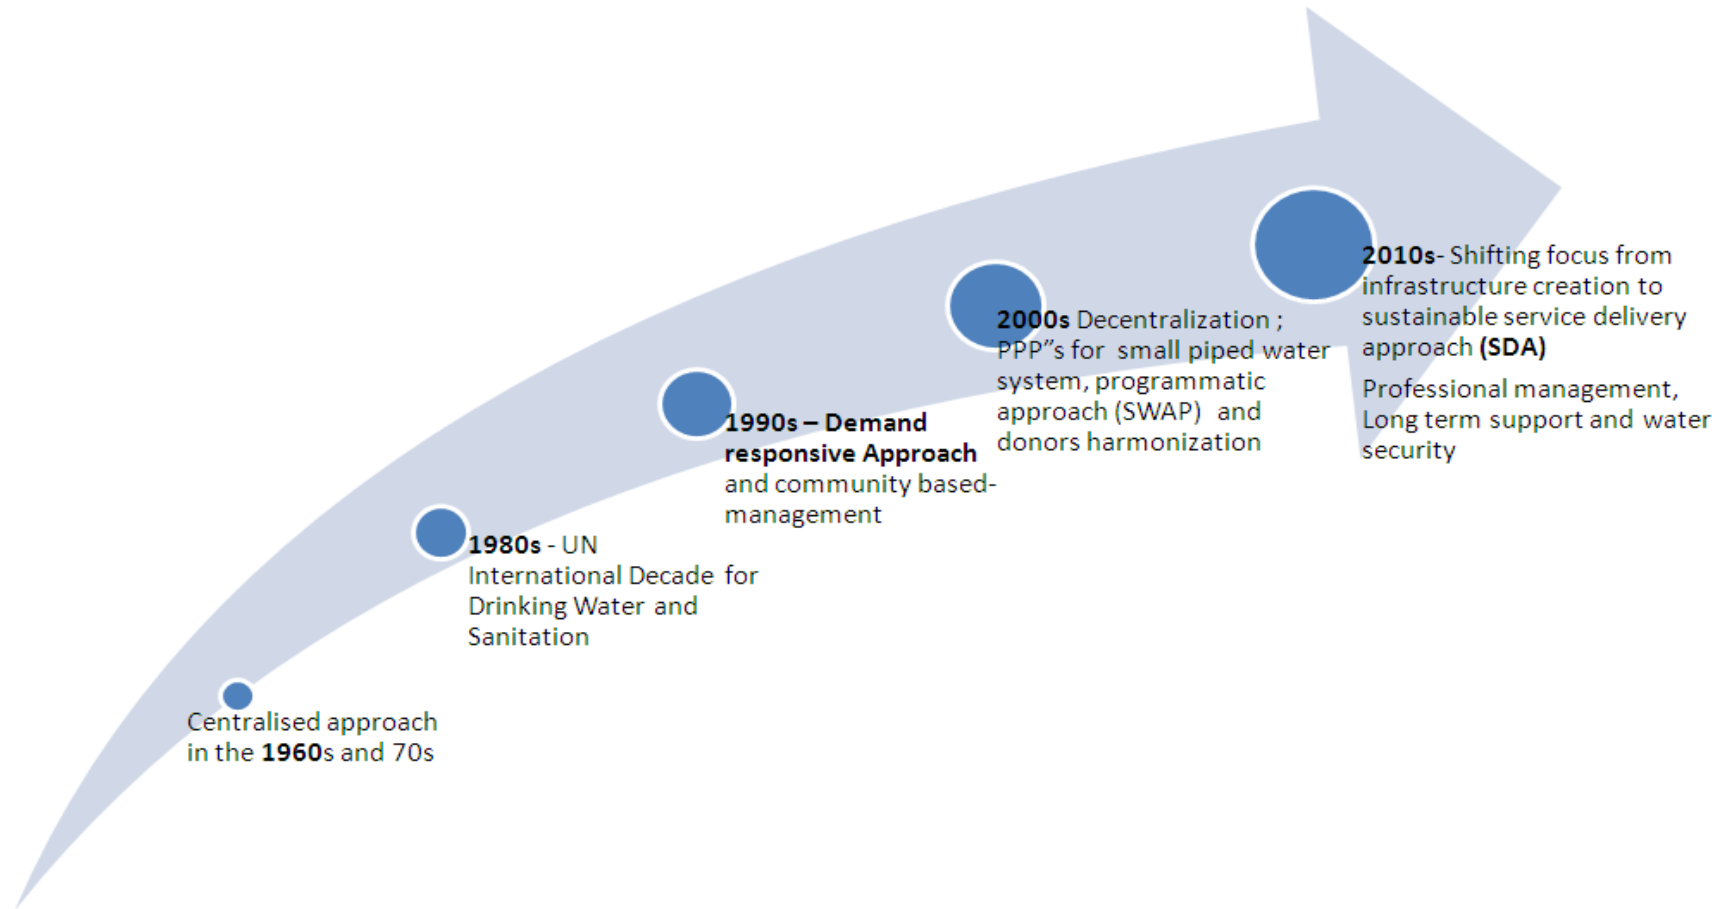 Centralised approach
in the 1960s and 70s
1980s - UN
International Decade for
Drinking Water and
Sanitation
1990s – Demand
responsive Approach
and community based-
management
2000s Decentralization ;
PPP”s for small piped water
system, programmatic
approach (SWAP) and
donors harmonization
2010s- Shifting focus from
infrastructure creation to
sustainable service delivery
approach (SDA)
Professional management,
Long term support and water
security